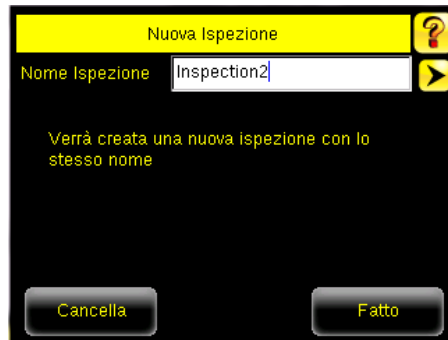 Nuova Ispezione
?
Nome Ispezione Inspection2
Verrà creata una nuova ispezione con lo
stesso nome
Cancella Fatto